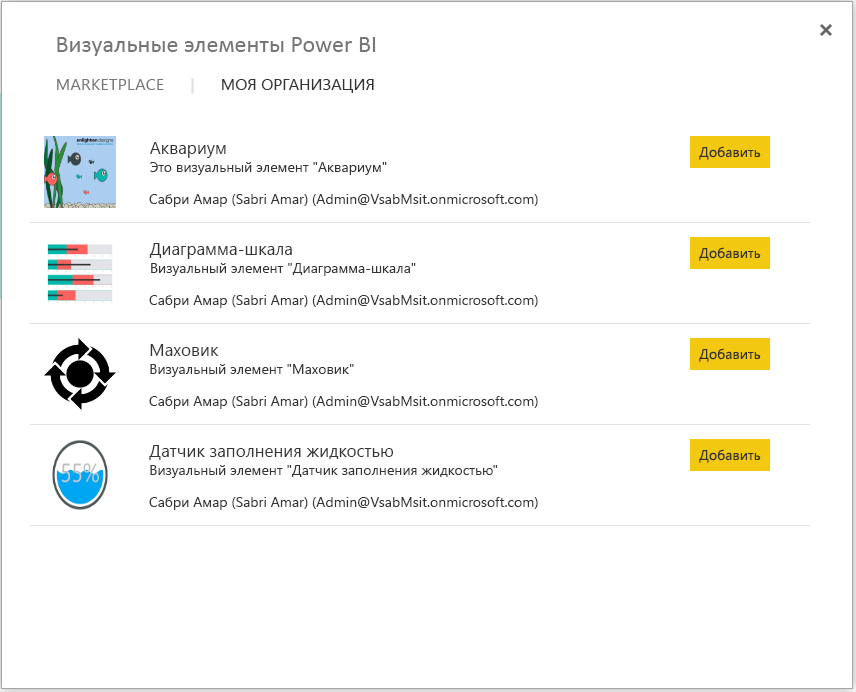 Визуальные элементы Power BI
MARKETPLACE | МОЯ ОРГАНИЗАЦИЯ
enlighten designs
Аквариум
Это визуальный элемент "Аквариум"
Сабри Амар (Sabri Amar) (Admin@VsabMsit.onmicrosoft.com)
Добавить
Диаграмма-шкала
Визуальный элемент "Диаграмма-шкала"
Сабри Амар (Sabri Amar) (Admin@VsabMsit.onmicrosoft.com)
Добавить
Маховик
Визуальный элемент "Маховик"
Сабри Амар (Sabri Amar) (Admin@VsabMsit.onmicrosoft.com)
Добавить
55%
Датчик заполнения жидкостью
Визуальный элемент "Датчик заполнения жидкостью"
Сабри Амар (Sabri Amar) (Admin@VsabMsit.onmicrosoft.com)
Добавить